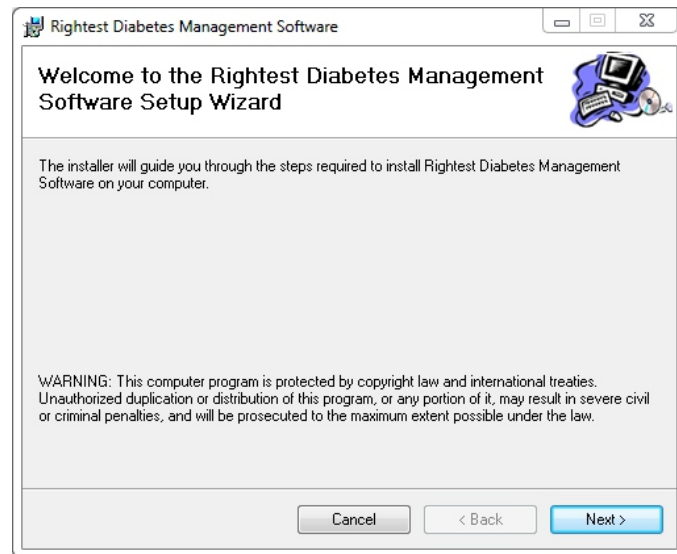 Rightest Diabetes Management Software
Welcome to the Rightest Diabetes Management
Software Setup Wizard
The installer will guide you through the steps required to install Rightest Diabetes Management
Software on your computer.
WARNING: This computer program is protected by copyright law and international treaties.
Unauthorized duplication or distribution of this program, or any portion of it, may result in severe civil
or criminal penalties, and will be prosecuted to the maximum extent possible under the law.
Cancel < Back Next >